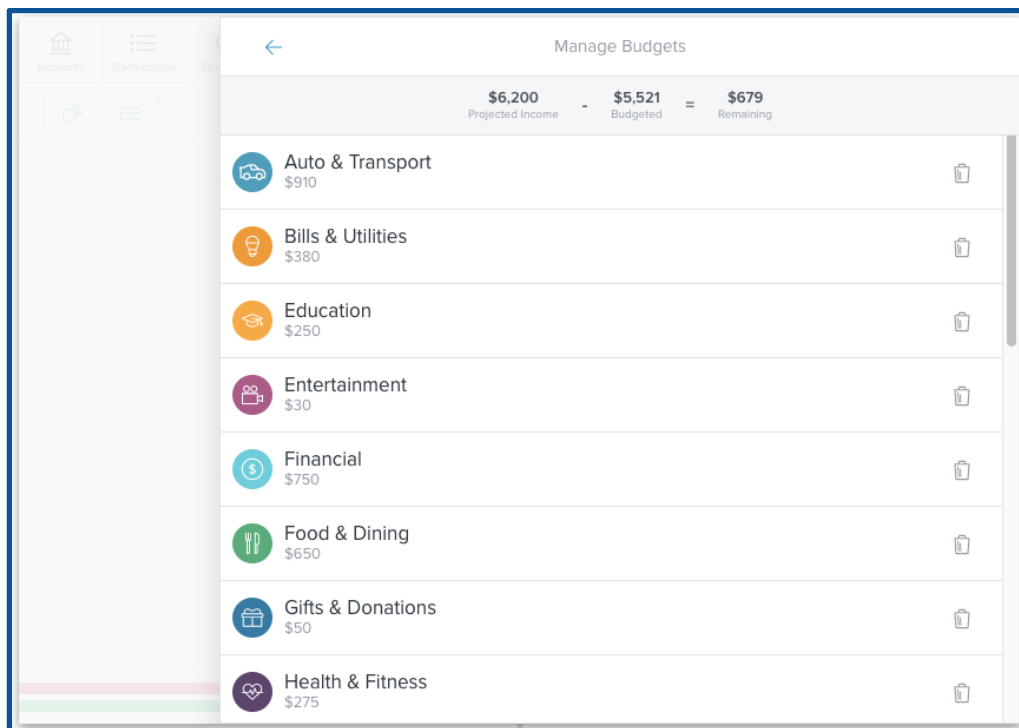 Accounts
Transactions
Manage Budgets
$6,200 - $5,521 = $679
Projected Income Budgeted Remaining
Auto & Transport
$910
Bills & Utilities
$380
Education
$250
Entertainment
$30
Financial
$750
Food & Dining
$650
Gifts & Donations
$50
Health & Fitness
$275